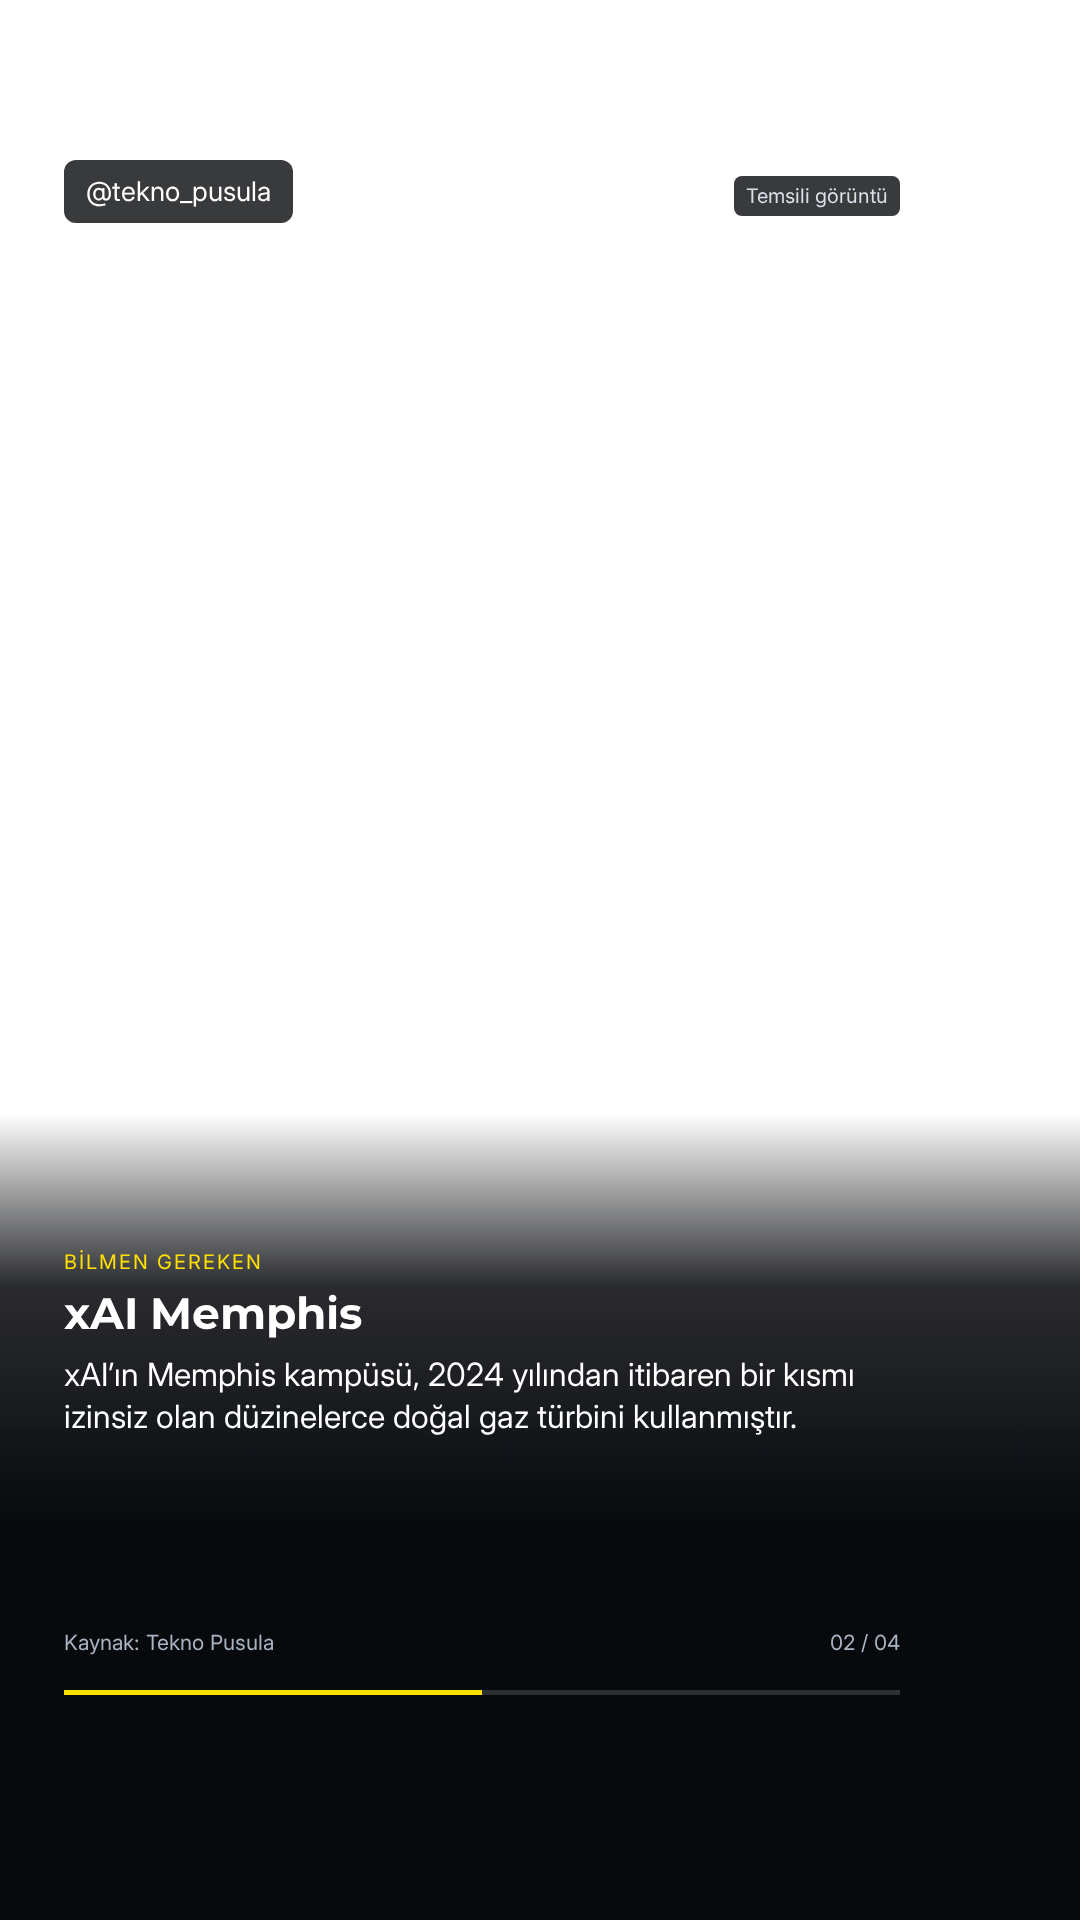 @tekno_pusula
Temsili görüntü
BİLMEN GEREKEN
xAI Memphis
xAI’ın Memphis kampüsü, 2024 yılından itibaren bir kısmı
izinsiz olan düzinelerce doğal gaz türbini kullanmıştır.
Kaynak: Tekno Pusula
02 / 04